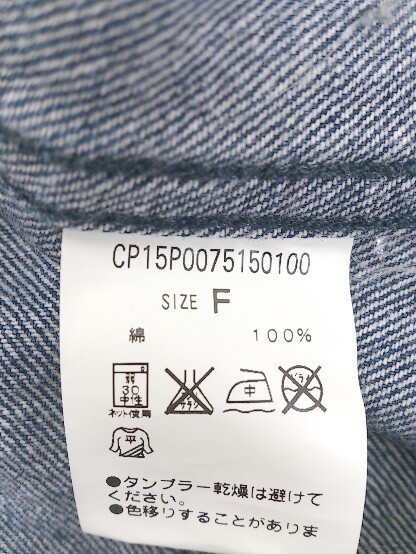 CP15P0075150100
SIZE F
綿 100%
30 中 平
中性
ネット使用
●タンブラー乾燥は避けて
ください。
●色移りすることがありま